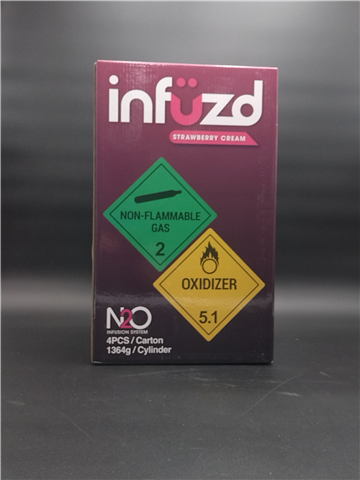 infüzd
STRAWBERRY CREAM
NON-FLAMMABLE
GAS
2
OXIDIZER
5.1
N2O
INFUSION SYSTEM
4PCS / Carton
1364g / Cylinder